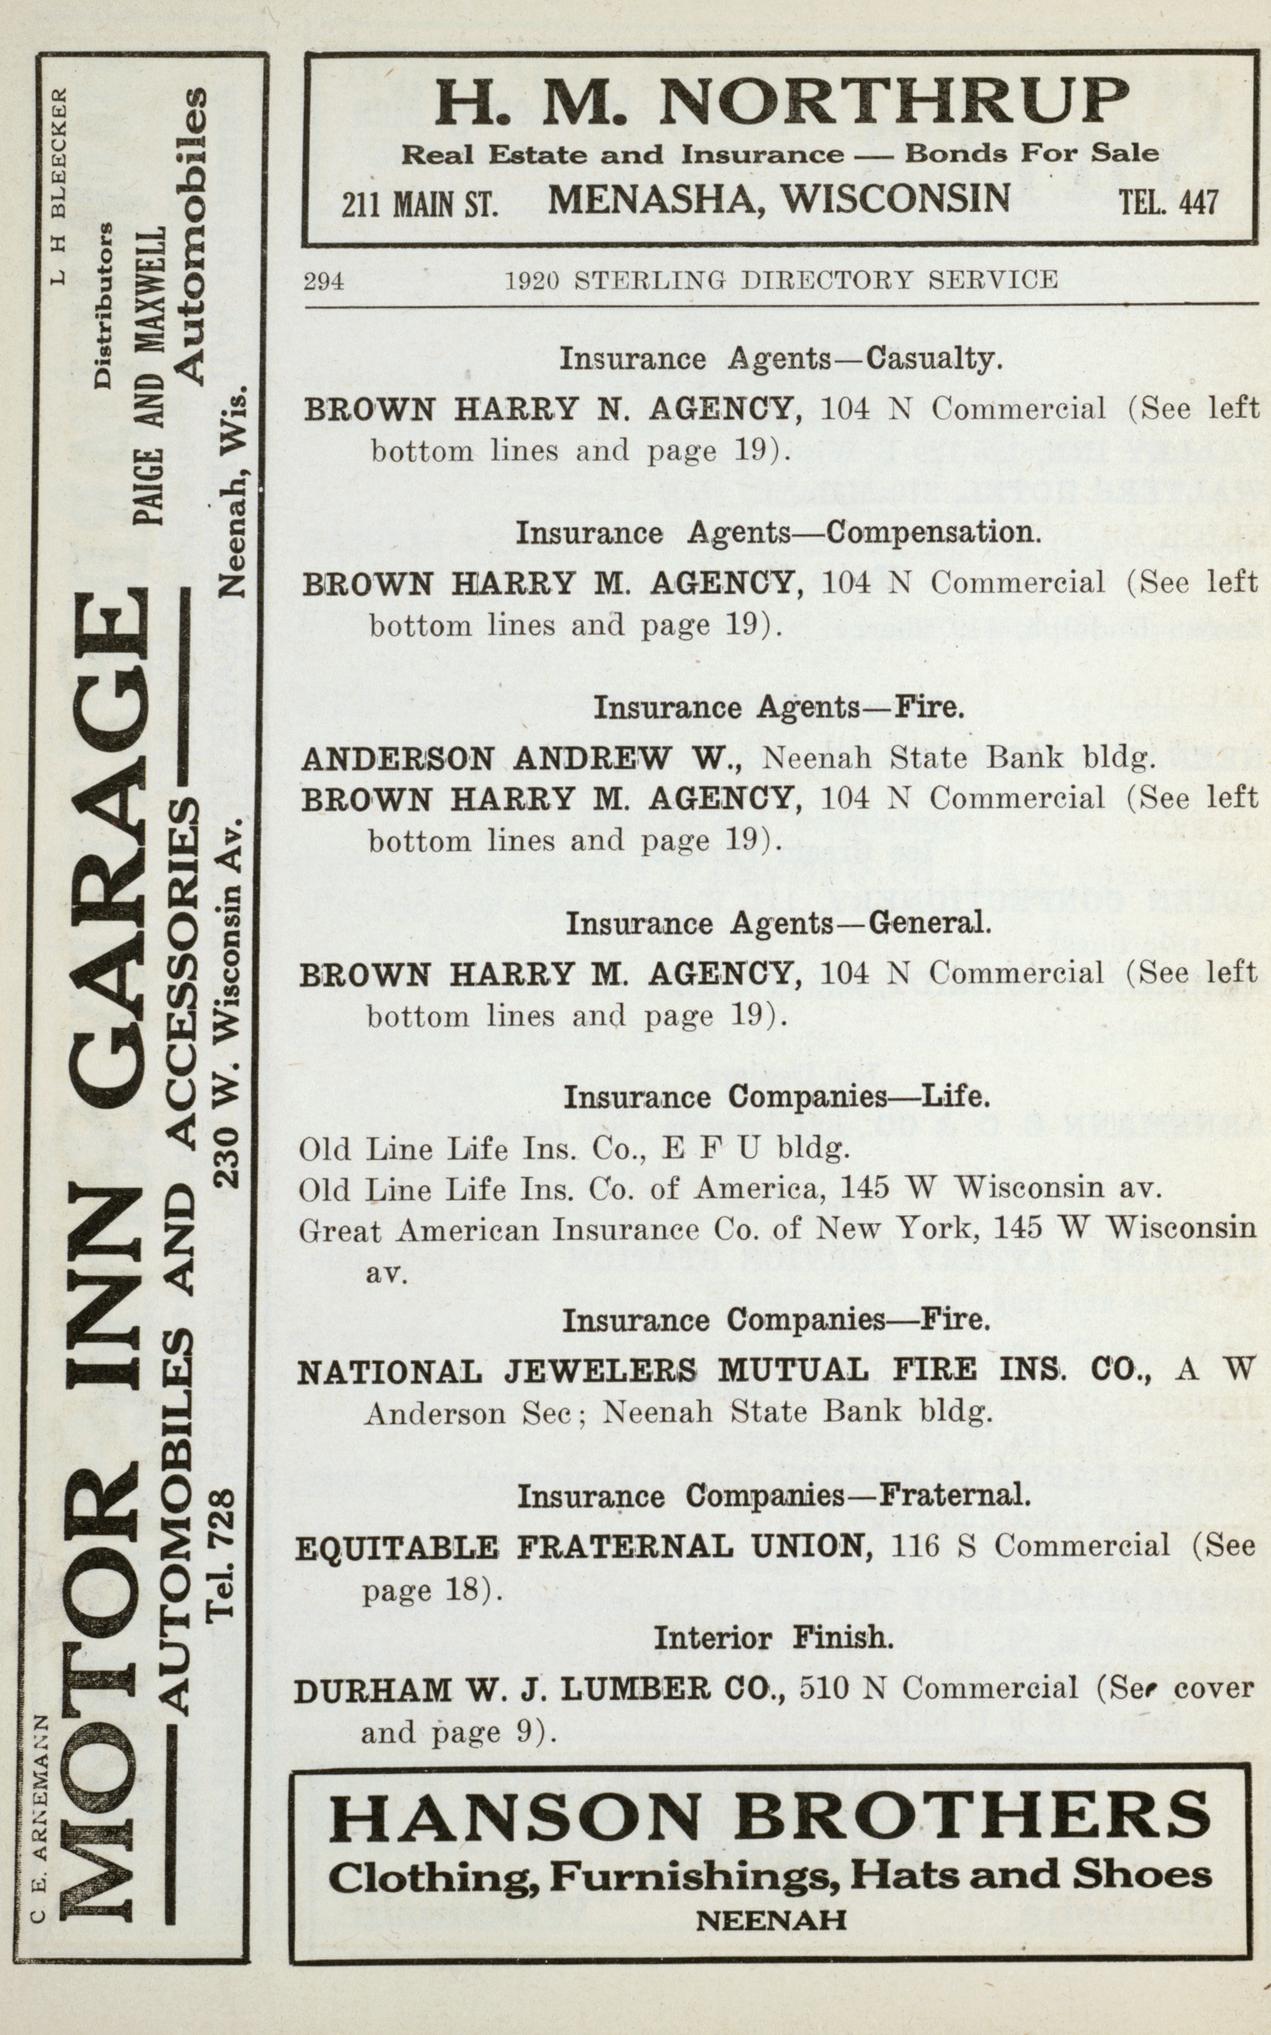 H. M. NORTHRUP
Real Estate and Insurance — Bonds For Sale
211 MAIN ST. MENASHA, WISCONSIN TEL. 447
294 1920 STERLING DIRECTORY SERVICE
Insurance Agents—Casualty.
BROWN HARRY N. AGENCY, 104 N Commercial (See left
bottom lines and page 19).
Insurance Agents—Compensation.
BROWN HARRY M. AGENCY, 104 N Commercial (See left
bottom lines and page 19).
Insurance Agents—Fire.
ANDERSON ANDREW W., Neenah State Bank bldg.
BROWN HARRY M. AGENCY, 104 N Commercial (See left
bottom lines and page 19).
Insurance Agents—General.
BROWN HARRY M. AGENCY, 104 N Commercial (See left
bottom lines and page 19).
Insurance Companies—Life.
Old Line Life Ins. Co., E F U bldg.
Old Line Life Ins. Co. of America, 145 W Wisconsin av.
Great American Insurance Co. of New York, 145 W Wisconsin
av.
Insurance Companies—Fire.
NATIONAL JEWELERS MUTUAL FIRE INS. CO., A W
Anderson Sec; Neenah State Bank bldg.
Insurance Companies—Fraternal.
EQUITABLE FRATERNAL UNION, 116 S Commercial (See
page 18).
Interior Finish.
DURHAM W. J. LUMBER CO., 510 N Commercial (See cover
and page 9).
HANSON BROTHERS
Clothing, Furnishings, Hats and Shoes
NEENAH
C E. ARNEMANN L H BLEECKER
MOTOR INN GARAGE
Distributors
PAIGE AND MAXWELL
Automobiles
AUTOMOBILES AND ACCESSORIES
Tel. 728 230 W. Wisconsin Av. Neenah, Wis.